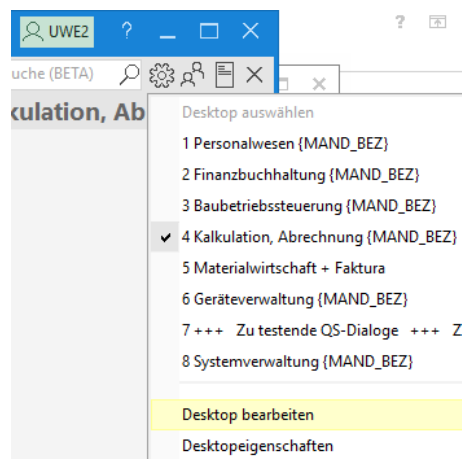 UWE2 ?
?
uche (BETA)
kulation, Ab
Desktop auswählen
1 Personalwesen {MAND_BEZ}
2 Finanzbuchhaltung {MAND_BEZ}
3 Baubetriebssteuerung {MAND_BEZ}
4 Kalkulation, Abrechnung {MAND_BEZ}
5 Materialwirtschaft + Faktura
6 Geräteverwaltung {MAND_BEZ}
7 +++ Zu testende QS-Dialoge +++ Z
8 Systemverwaltung {MAND_BEZ}
Desktop bearbeiten
Desktopeigenschaften